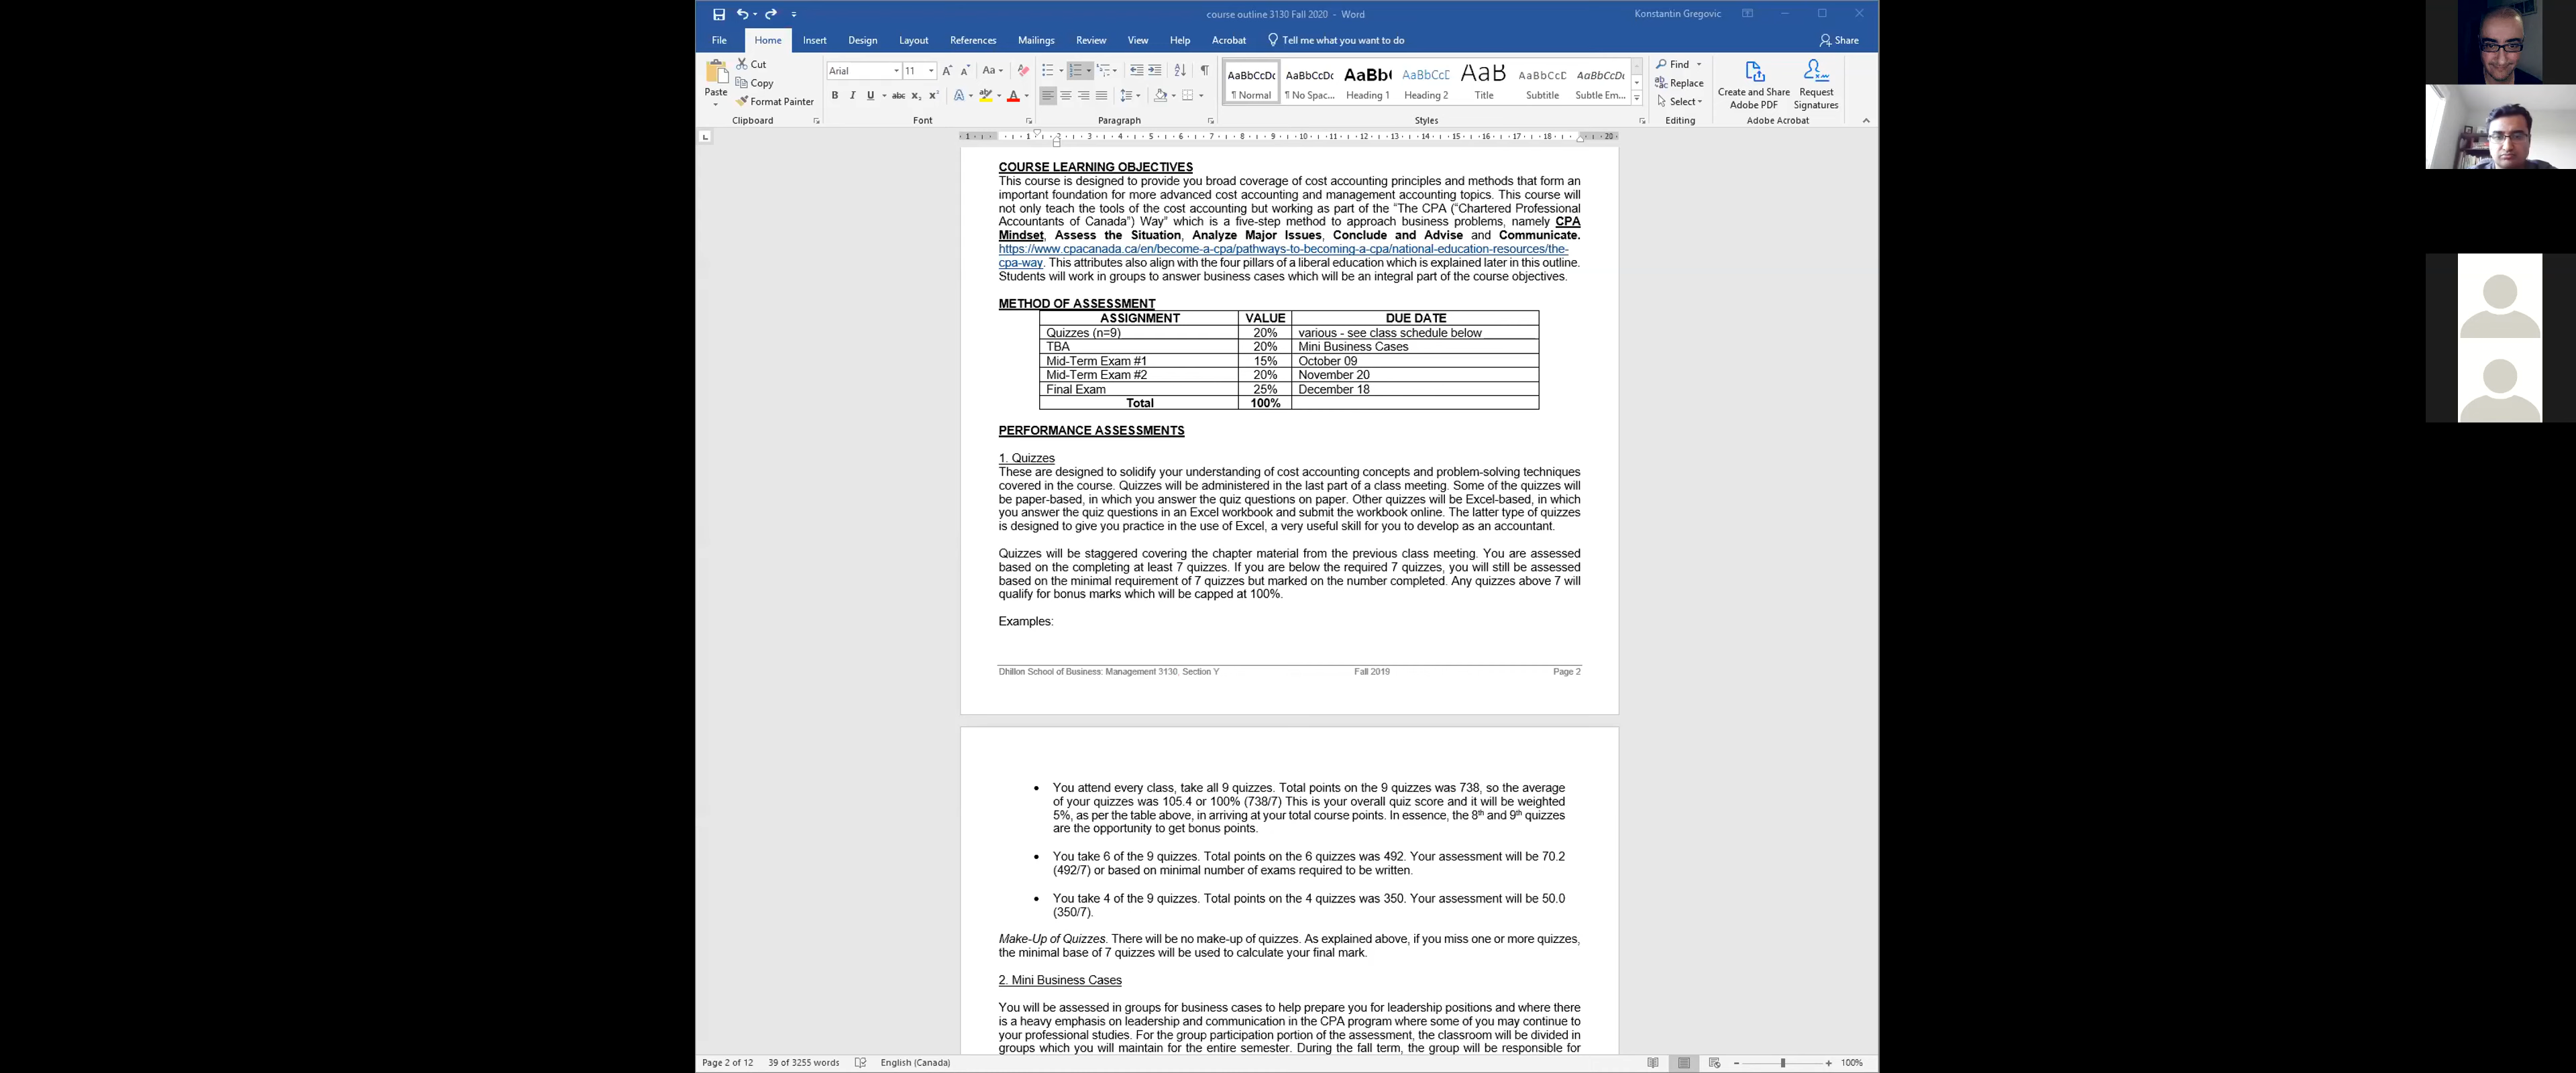 course outline 3130 Fall 2020 - Word
Konstantin Gregovic
File Home Insert Design Layout References Mailings Review View Help Acrobat Tell me what you want to do Share
Paste
Cut
Copy
Format Painter
Clipboard
Arial 11
Font
Paragraph
AaBbCcDc AaBbCcDc AaBb( AaBbCcE AaB AaBbCcD AaBbCcDc
¶ Normal ¶ No Spac... Heading 1 Heading 2 Title Subtitle Subtle Em...
Styles
Find
Replace
Select
Editing
Create and Share Adobe PDF
Request Signatures
Adobe Acrobat
COURSE LEARNING OBJECTIVES
This course is designed to provide you broad coverage of cost accounting principles and methods that form an
important foundation for more advanced cost accounting and management accounting topics. This course will
not only teach the tools of the cost accounting but working as part of the “The CPA (“Chartered Professional
Accountants of Canada”) Way” which is a five-step method to approach business problems, namely CPA
Mindset, Assess the Situation, Analyze Major Issues, Conclude and Advise and Communicate.
https://www.cpacanada.ca/en/become-a-cpa/pathways-to-becoming-a-cpa/national-education-resources/the-
cpa-way. This attributes also align with the four pillars of a liberal education which is explained later in this outline.
Students will work in groups to answer business cases which will be an integral part of the course objectives.
METHOD OF ASSESSMENT
ASSIGNMENT VALUE DUE DATE
Quizzes (n=9) 20% various - see class schedule below
TBA 20% Mini Business Cases
Mid-Term Exam #1 15% October 09
Mid-Term Exam #2 20% November 20
Final Exam 25% December 18
Total 100%
PERFORMANCE ASSESSMENTS
1. Quizzes
These are designed to solidify your understanding of cost accounting concepts and problem-solving techniques
covered in the course. Quizzes will be administered in the last part of a class meeting. Some of the quizzes will
be paper-based, in which you answer the quiz questions on paper. Other quizzes will be Excel-based, in which
you answer the quiz questions in an Excel workbook and submit the workbook online. The latter type of quizzes
is designed to give you practice in the use of Excel, a very useful skill for you to develop as an accountant.
Quizzes will be staggered covering the chapter material from the previous class meeting. You are assessed
based on the completing at least 7 quizzes. If you are below the required 7 quizzes, you will still be assessed
based on the minimal requirement of 7 quizzes but marked on the number completed. Any quizzes above 7 will
qualify for bonus marks which will be capped at 100%.
Examples:
Dhillon School of Business: Management 3130, Section Y Fall 2019 Page 2
• You attend every class, take all 9 quizzes. Total points on the 9 quizzes was 738, so the average
of your quizzes was 105.4 or 100% (738/7) This is your overall quiz score and it will be weighted
5%, as per the table above, in arriving at your total course points. In essence, the 8th and 9th quizzes
are the opportunity to get bonus points.
• You take 6 of the 9 quizzes. Total points on the 6 quizzes was 492. Your assessment will be 70.2
(492/7) or based on minimal number of exams required to be written.
• You take 4 of the 9 quizzes. Total points on the 4 quizzes was 350. Your assessment will be 50.0
(350/7).
Make-Up of Quizzes. There will be no make-up of quizzes. As explained above, if you miss one or more quizzes,
the minimal base of 7 quizzes will be used to calculate your final mark.
2. Mini Business Cases
You will be assessed in groups for business cases to help prepare you for leadership positions and where there
is a heavy emphasis on leadership and communication in the CPA program where some of you may continue to
your professional studies. For the group participation portion of the assessment, the classroom will be divided in
groups which you will maintain for the entire semester. During the fall term, the group will be responsible for
Page 2 of 12 39 of 3255 words English (Canada) 100%